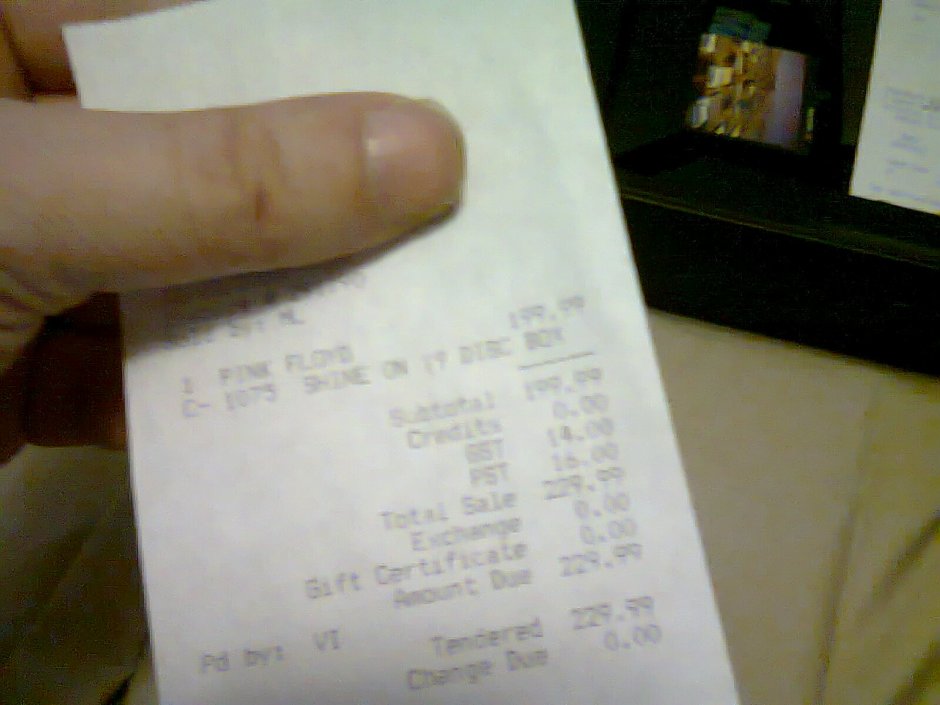 199.99
1 PINK FLOYD
C- 1075 SHINE ON (9 DISC BOX
Subtotal 199.99
Credits 0.00
GST 14.00
PST 16.00
Total Sale 229.99
Exchange 0.00
Gift Certificate 0.00
Amount Due 229.99
Pd by: VI Tendered 229.99
Change Due 0.00